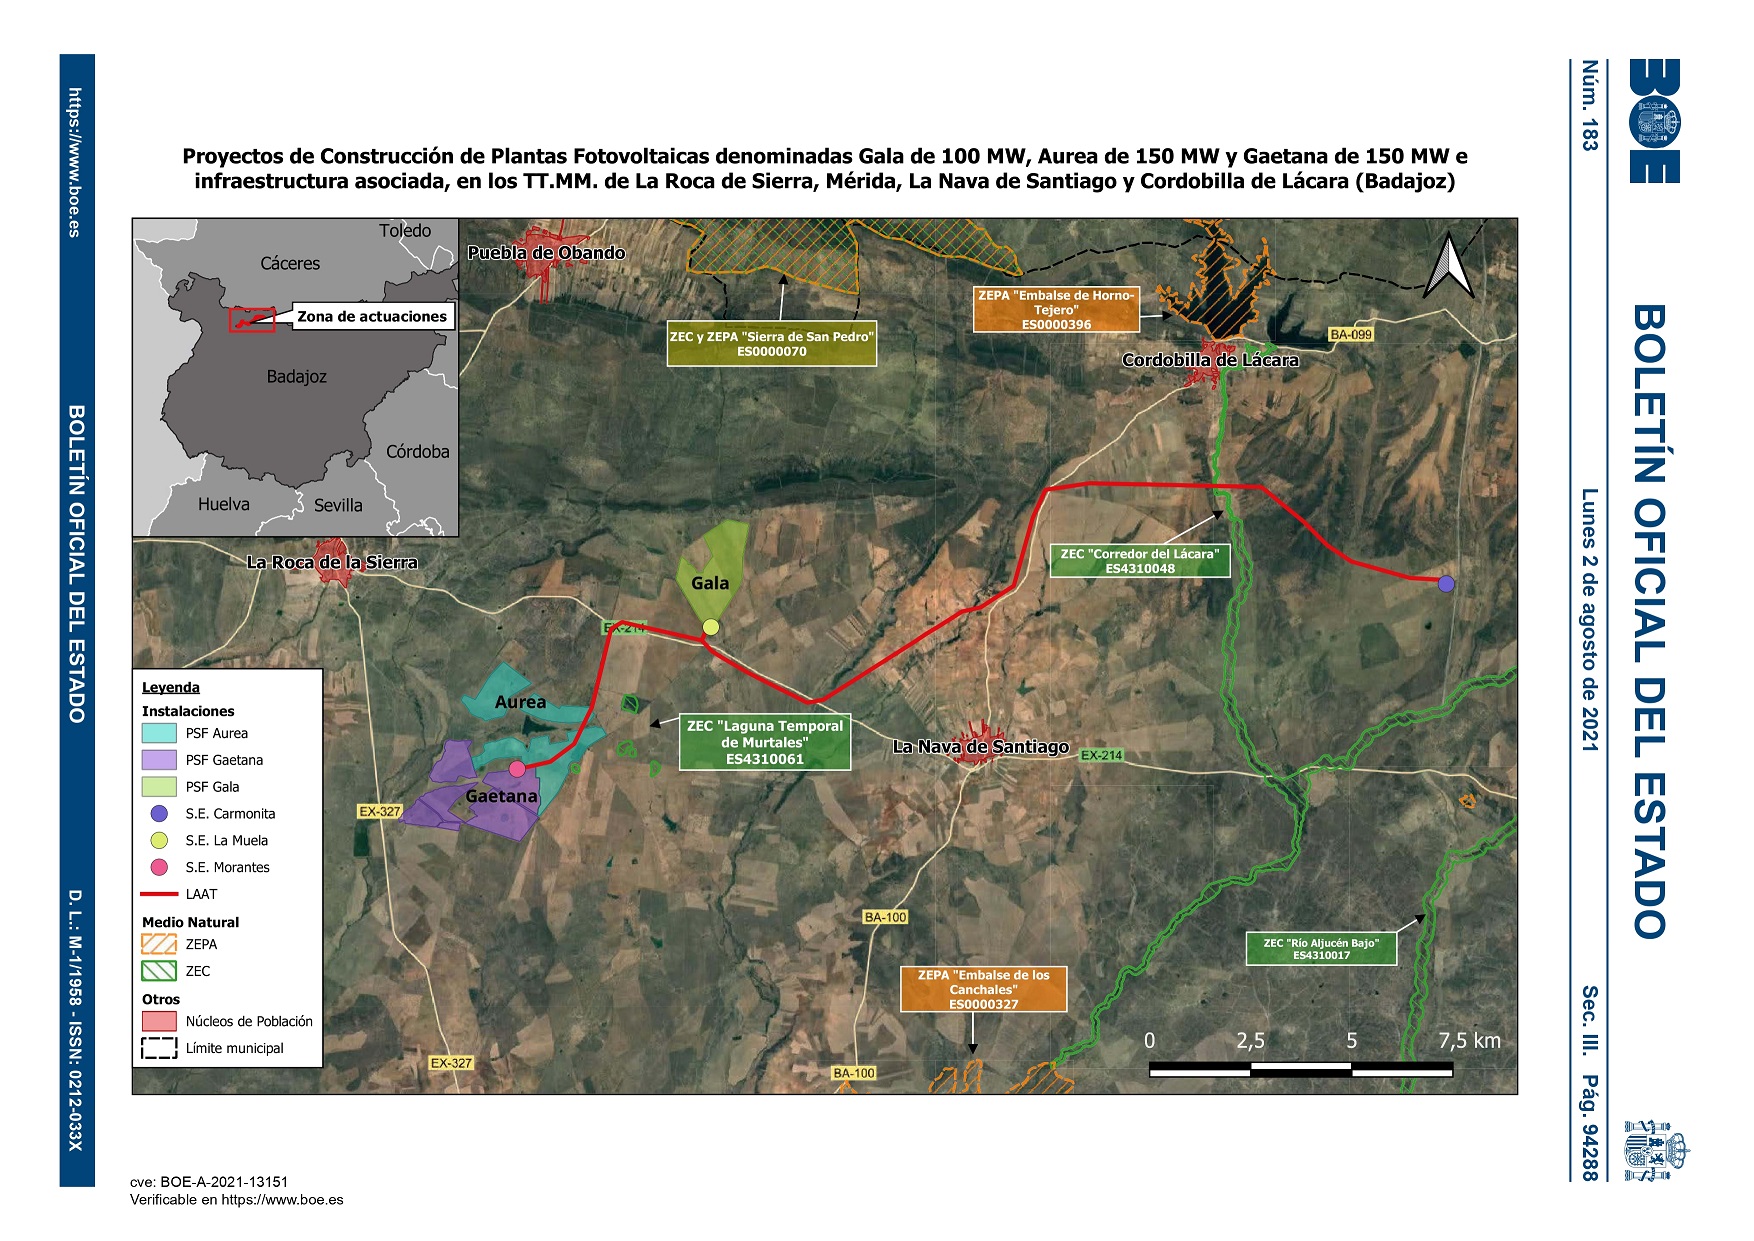 https://www.boe.es
BOLETÍN OFICIAL DEL ESTADO
D. L.: M-1/1958 - ISSN: 0212-033X
Proyectos de Construcción de Plantas Fotovoltaicas denominadas Gala de 100 MW, Aurea de 150 MW y Gaetana de 150 MW e
infraestructura asociada, en los TT.MM. de La Roca de Sierra, Mérida, La Nava de Santiago y Cordobilla de Lácara (Badajoz)
Toledo
Cáceres
Zona de actuaciones
Badajoz
Córdoba
Huelva
Sevilla
Puebla de Obando
ZEC y ZEPA "Sierra de San Pedro"
ES0000070
ZEPA "Embalse de Horno-
Tejero"
ES0000396
BA-099
Cordobilla de Lácara
La Roca de la Sierra
Gala
ZEC "Corredor del Lácara"
ES4310048
EX-214
Aurea
ZEC "Laguna Temporal
de Murtales"
ES4310061
La Nava de Santiago
EX-214
Gaetana
EX-327
BA-100
ZEC "Río Aljucén Bajo"
ES4310017
ZEPA "Embalse de los
Canchales"
ES0000327
EX-327
BA-100
0 2,5 5 7,5 km
Leyenda
Instalaciones
PSF Aurea
PSF Gaetana
PSF Gala
S.E. Carmonita
S.E. La Muela
S.E. Morantes
LAAT
Medio Natural
ZEPA
ZEC
Otros
Núcleos de Población
Límite municipal
cve: BOE-A-2021-13151
Verificable en https://www.boe.es
BOE
BOLETÍN OFICIAL DEL ESTADO
Núm. 183
Lunes 2 de agosto de 2021
Sec. III. Pág. 94288